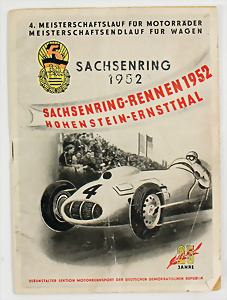 4. MEISTERSCHAFTSLAUF FÜR MOTORRÄDER
MEISTERSCHAFTSENDLAUF FÜR WAGEN
SACHSENRING
1952
SACHSENRING-RENNEN 1952
HOHENSTEIN-ERNSTTHAL
4
25
JAHRE
VERANSTALTER SEKTION MOTORRENNSPORT DER DEUTSCHEN DEMOKRATISCHEN REPUBLIK